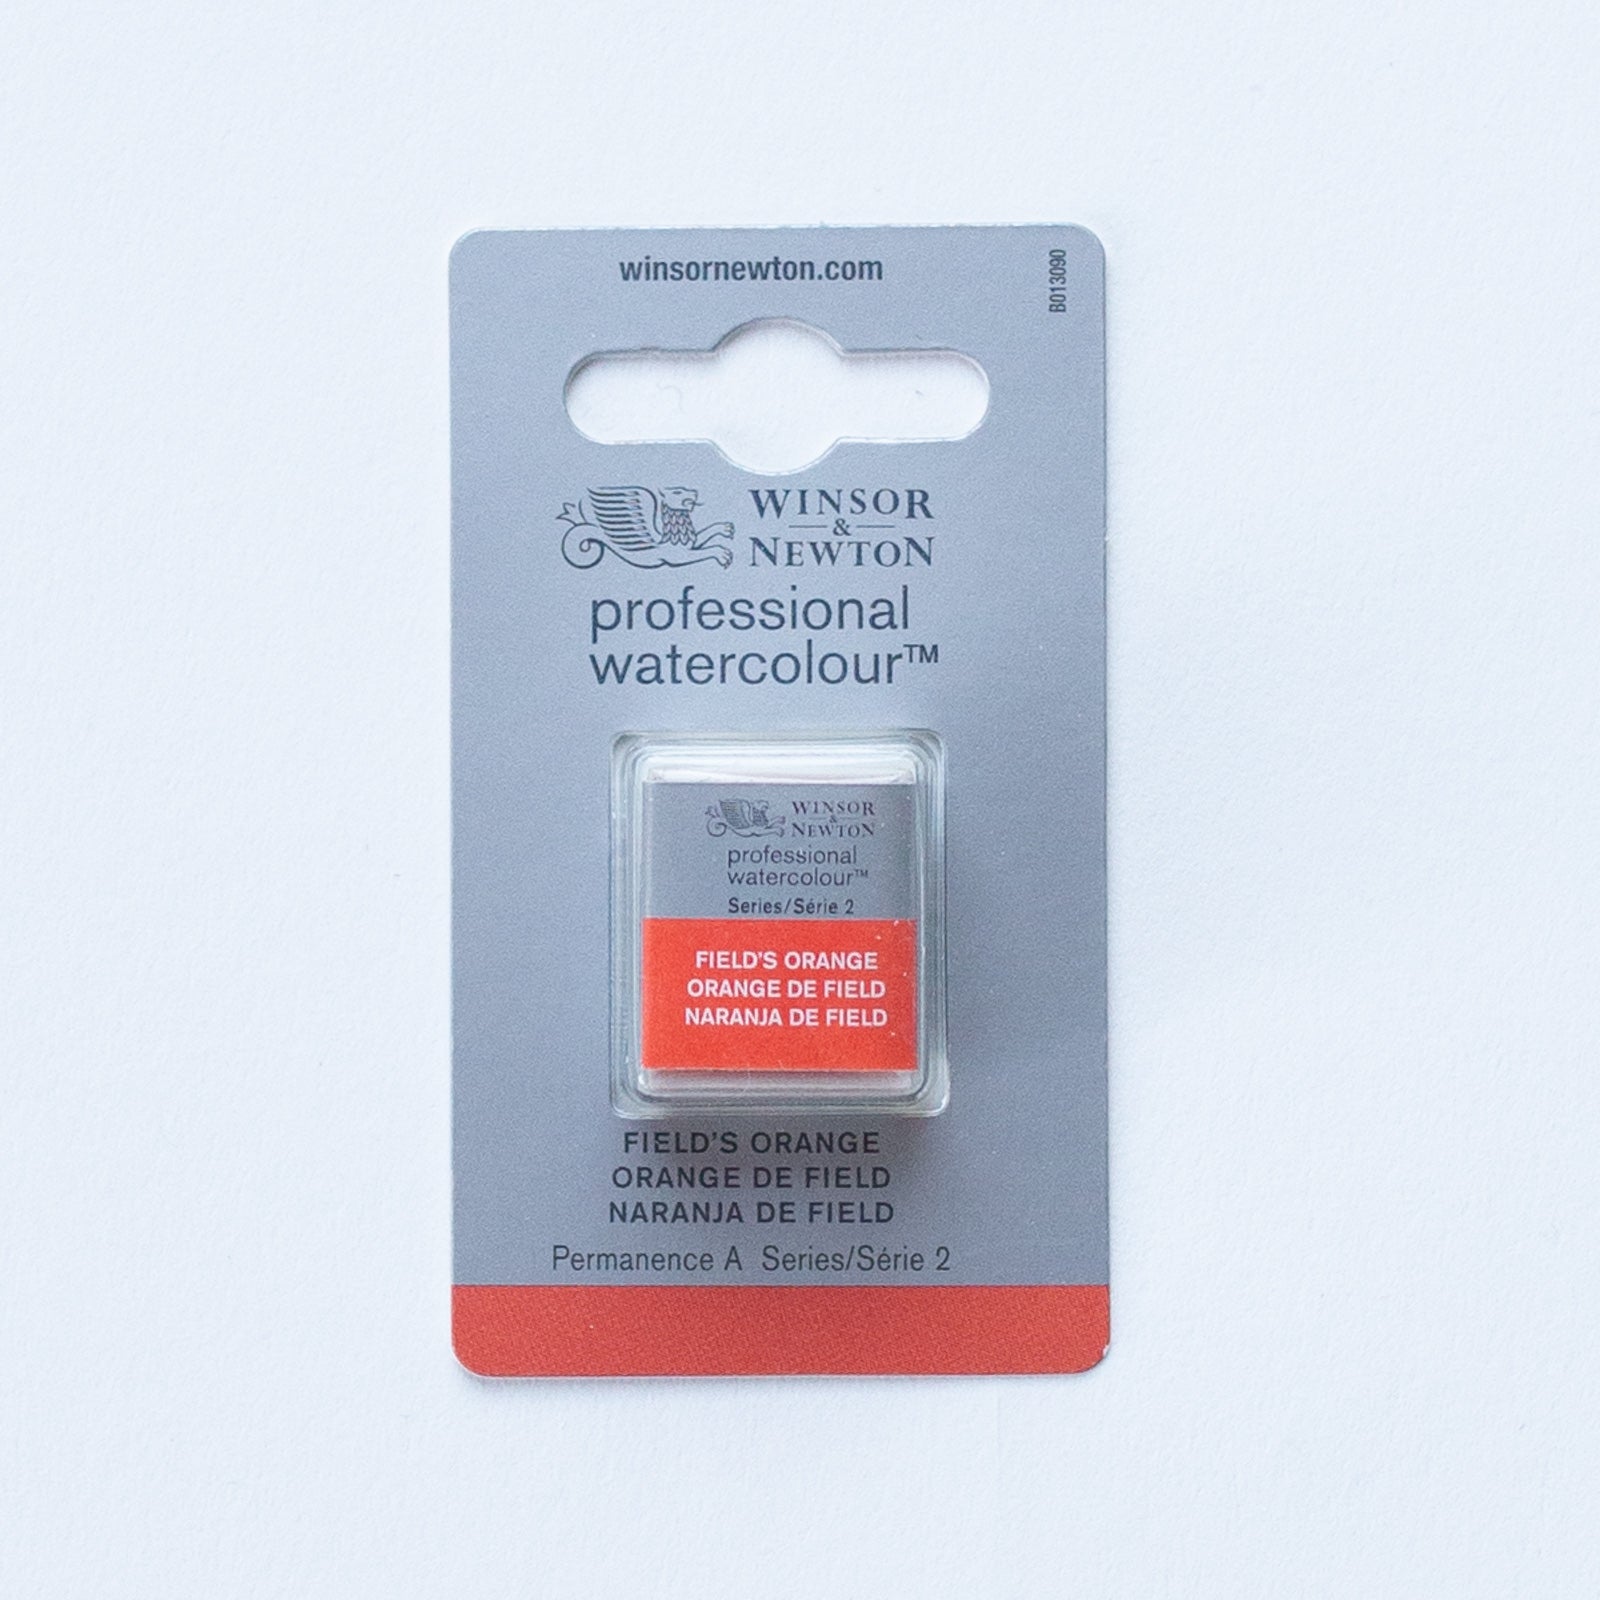 winsornewton.com
B013090
WINSOR
&
NEWTON
professional
watercolour™
WINSOR
&
NEWTON
professional
watercolour™
Series/Série 2
FIELD'S ORANGE
ORANGE DE FIELD
NARANJA DE FIELD
FIELD'S ORANGE
ORANGE DE FIELD
NARANJA DE FIELD
Permanence A Series/Série 2